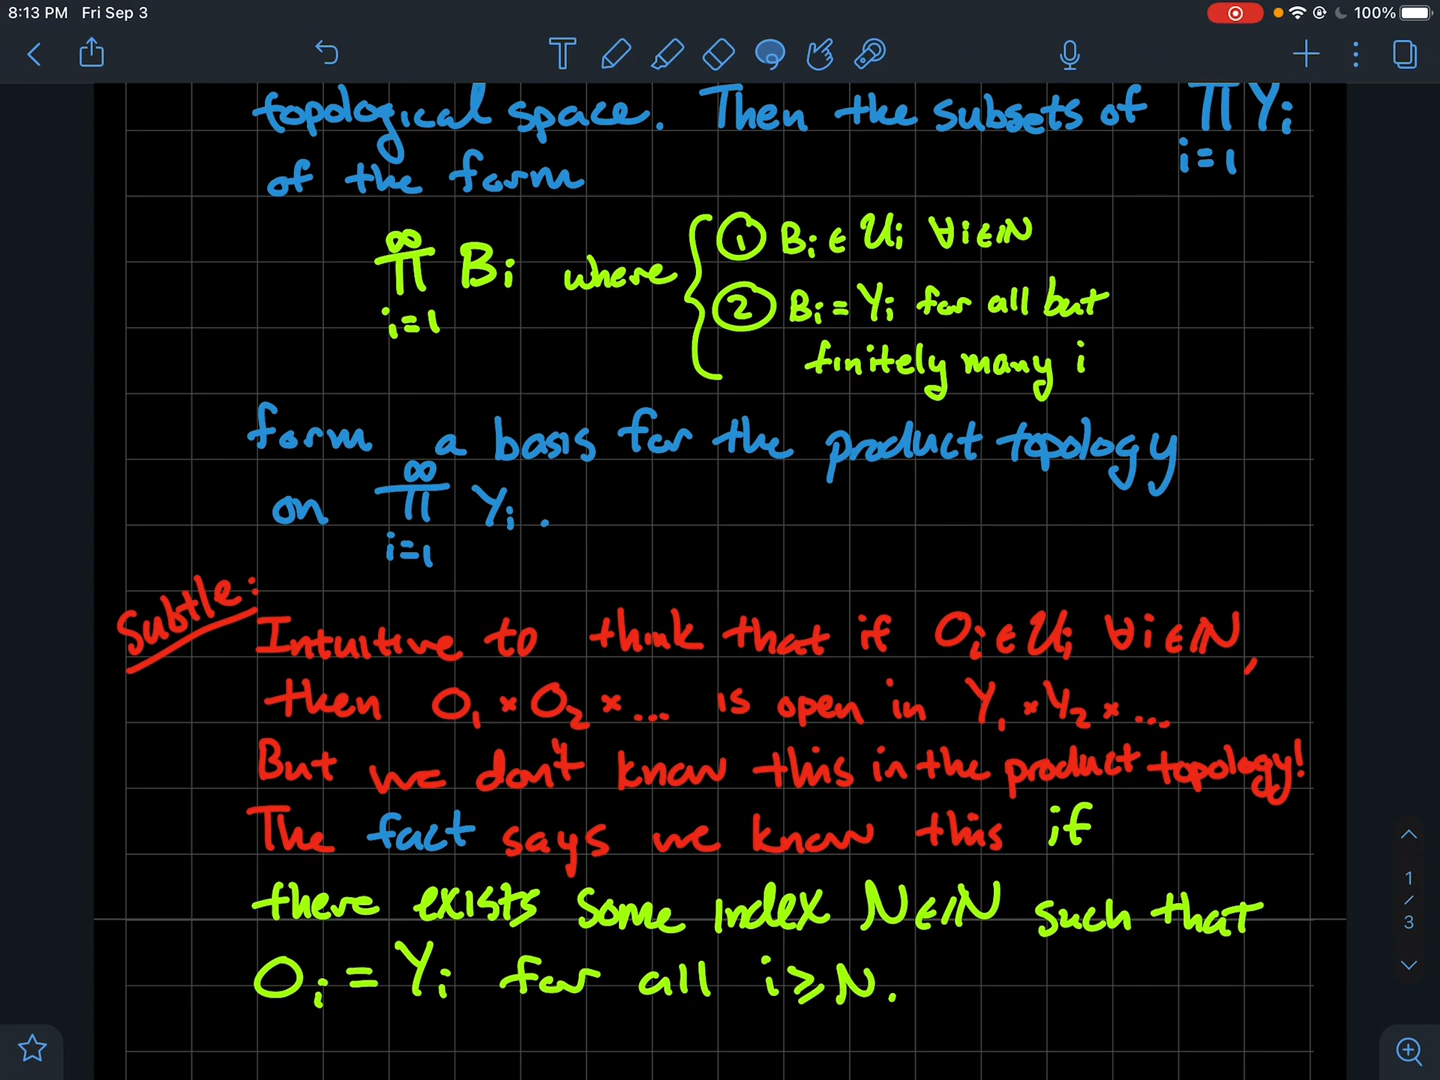 8:13 PM Fri Sep 3
100%
topological space. Then the subsets of ∏ Yᵢ
i=1
of the form
∞
∏ Bᵢ where { ① Bᵢ ∈ 𝒰ᵢ ∀i∈ℕ
i=1
② Bᵢ = Yᵢ for all but
finitely many i
form a basis for the product topology
∞
on ∏ Yᵢ.
i=1
Subtle:
Intuitive to think that if Oᵢ ∈ 𝒰ᵢ ∀i∈ℕ,
then O₁ × O₂ × ... is open in Y₁ × Y₂ × ...
But we don't know this in the product topology!
The fact says we know this if
there exists some index N∈ℕ such that
Oᵢ = Yᵢ for all i ≥ N.
1
/
3